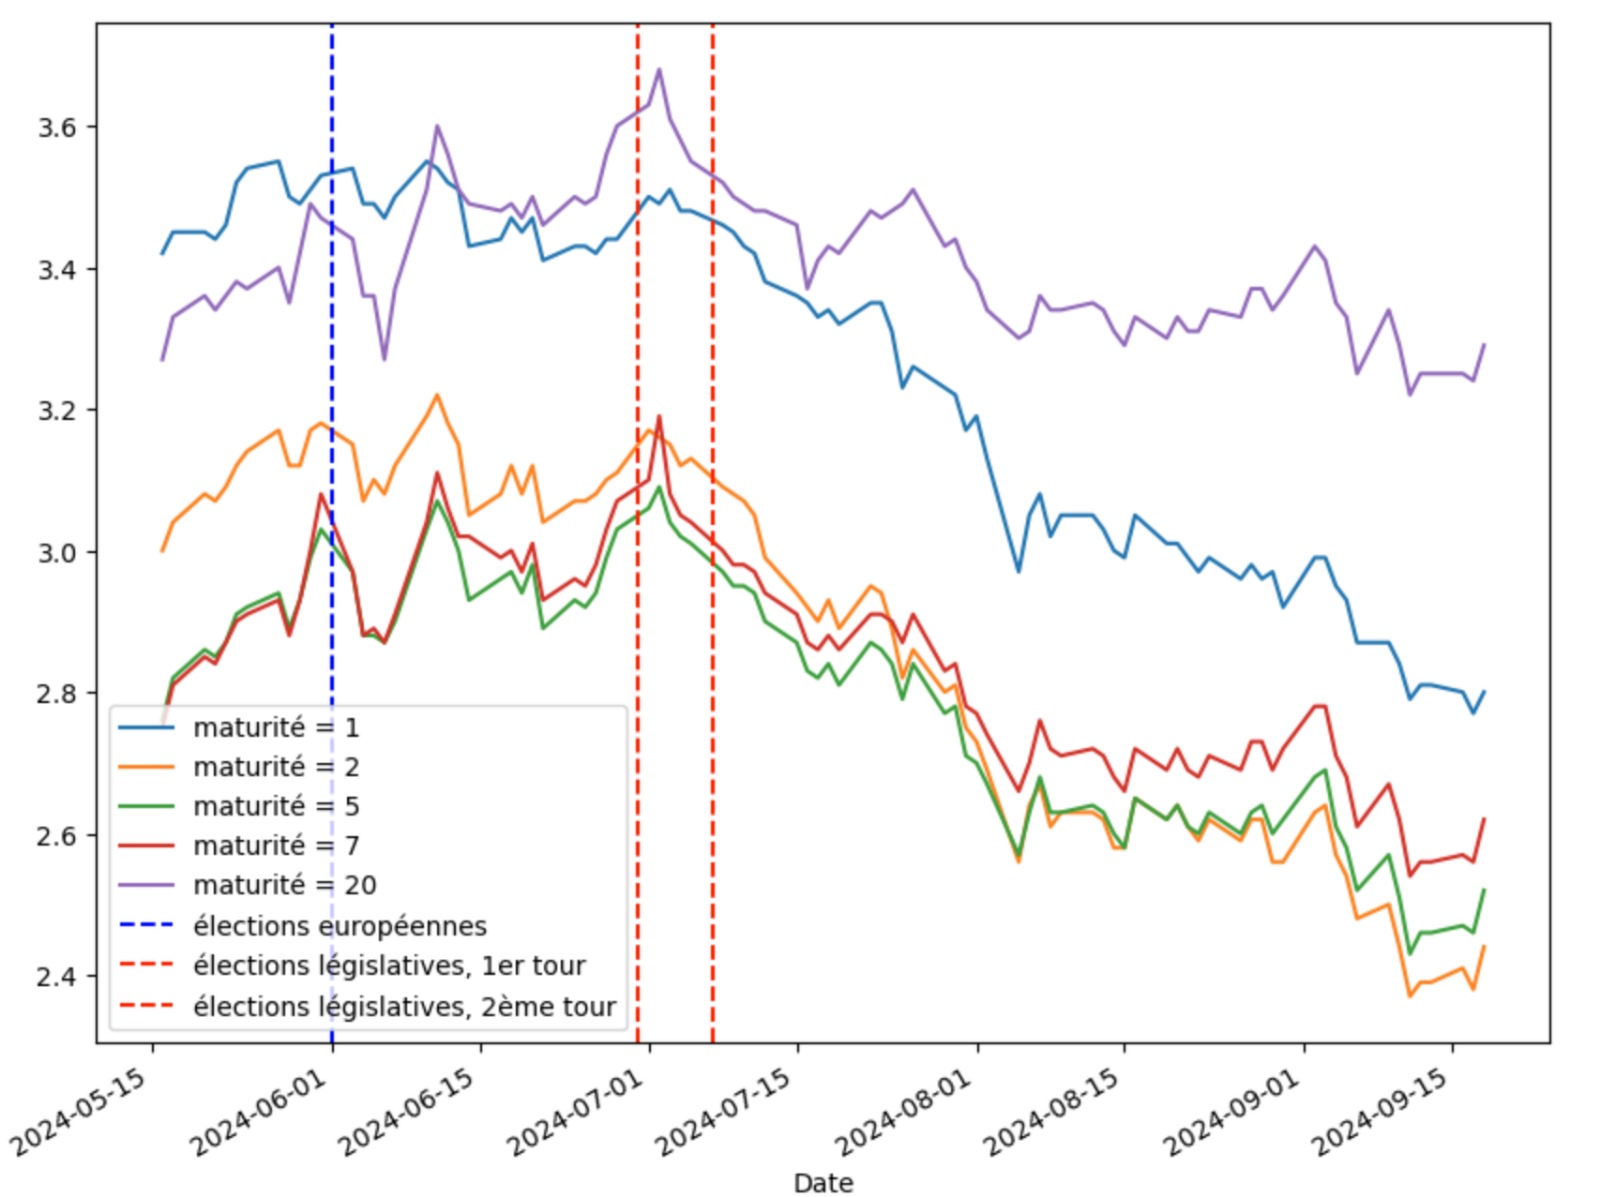 3.6
3.4
3.2
3.0
2.8
2.6
2.4
maturité = 1
maturité = 2
maturité = 5
maturité = 7
maturité = 20
élections européennes
élections législatives, 1er tour
élections législatives, 2ème tour
2024-05-15
2024-06-01
2024-06-15
2024-07-01
2024-07-15
2024-08-01
2024-08-15
2024-09-01
2024-09-15
Date